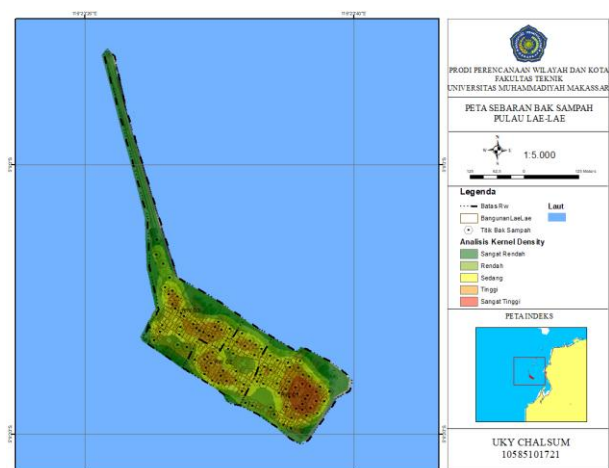 PRODI PERENCANAAN WILAYAH DAN KOTA
FAKULTAS TEKNIK
UNIVERSITAS MUHAMMADIYAH MAKASSAR
PETA SEBARAN BAK SAMPAH
PULAU LAE-LAE
1:5.000
Legenda
Batas Rw
Laut
Bangunan LaeLae
Titik Bak Sampah
Analisis Kernel Density
Sangat Rendah
Rendah
Sedang
Tinggi
Sangat Tinggi
PETA INDEKS
UKY CHALSUM
10585101721